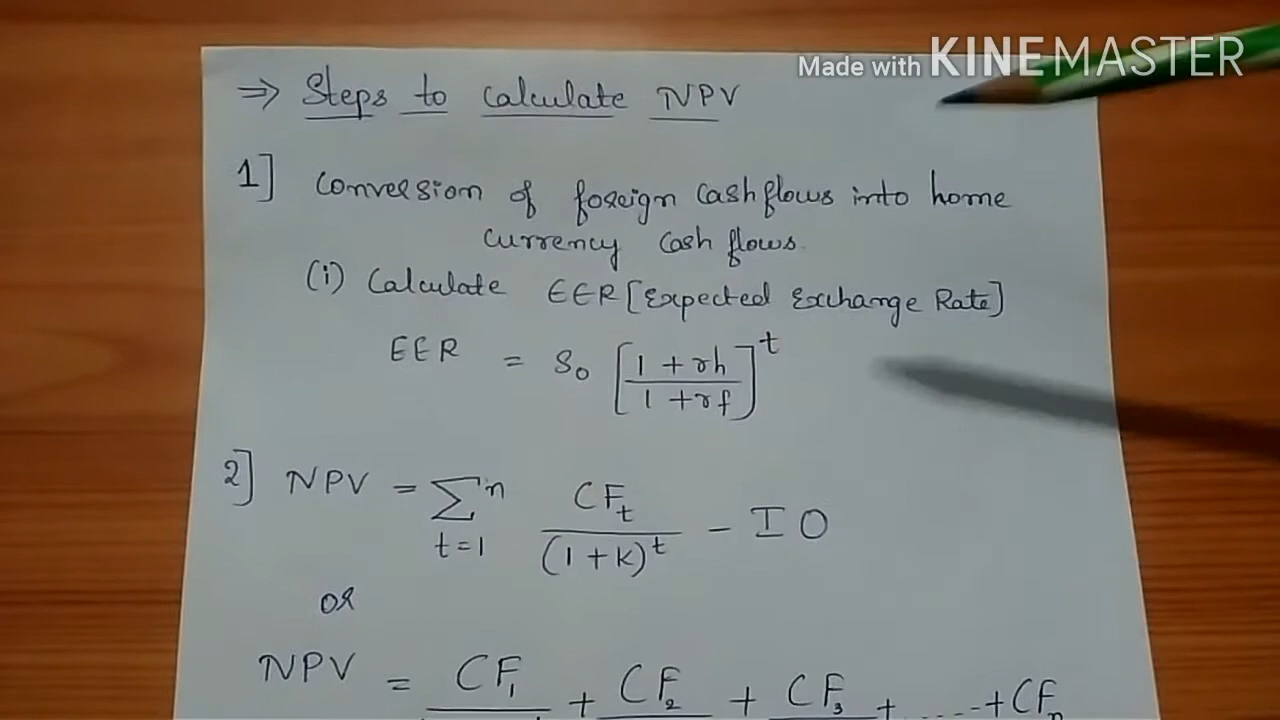 Made with KINEMASTER
⇒ Steps to Calculate NPV
1] Conversion of foreign Cashflows into home
currency Cash flows.
(i) Calculate EER [Expected Exchange Rate]
EER = S₀ [1 + rh / 1 + rf]^t
2] NPV = Σⁿ t=1 CFₜ / (1 + K)^t - IO
or
NPV = CF₁ + CF₂ + CF₃ + ..... + CFₙ